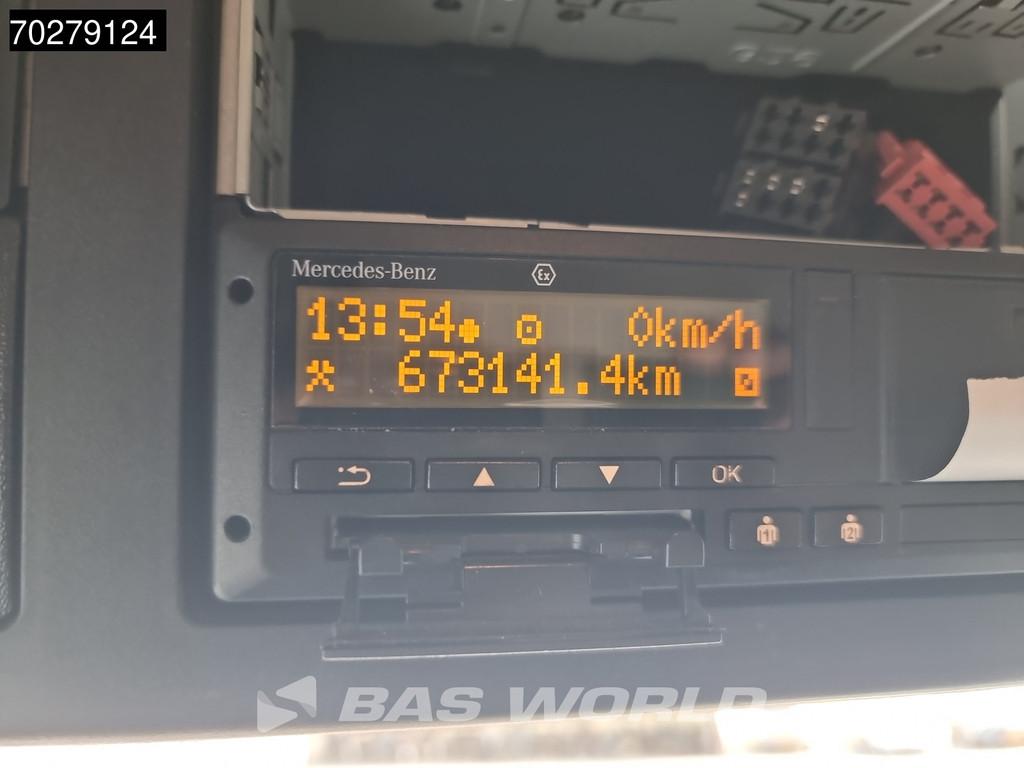 70279124
Mercedes-Benz
Ex
13:54 0km/h
673141.4km
OK
1 2
BAS WORLD